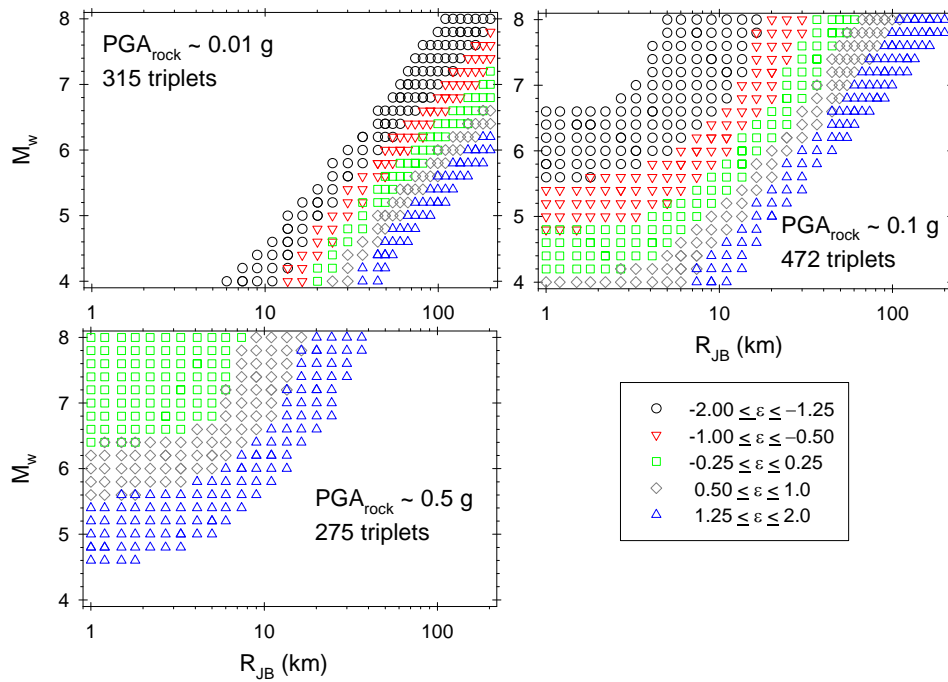 8
7
6
5
4
M_w
PGA_rock ~ 0.01 g
315 triplets
1 10 100
8
7
6
5
4
PGA_rock ~ 0.1 g
472 triplets
1 10 100
R_JB (km)
8
7
6
5
4
M_w
PGA_rock ~ 0.5 g
275 triplets
1 10 100
R_JB (km)
-2.00 ≤ ε ≤ −1.25
-1.00 ≤ ε ≤ −0.50
-0.25 ≤ ε ≤ 0.25
0.50 ≤ ε ≤ 1.0
1.25 ≤ ε ≤ 2.0